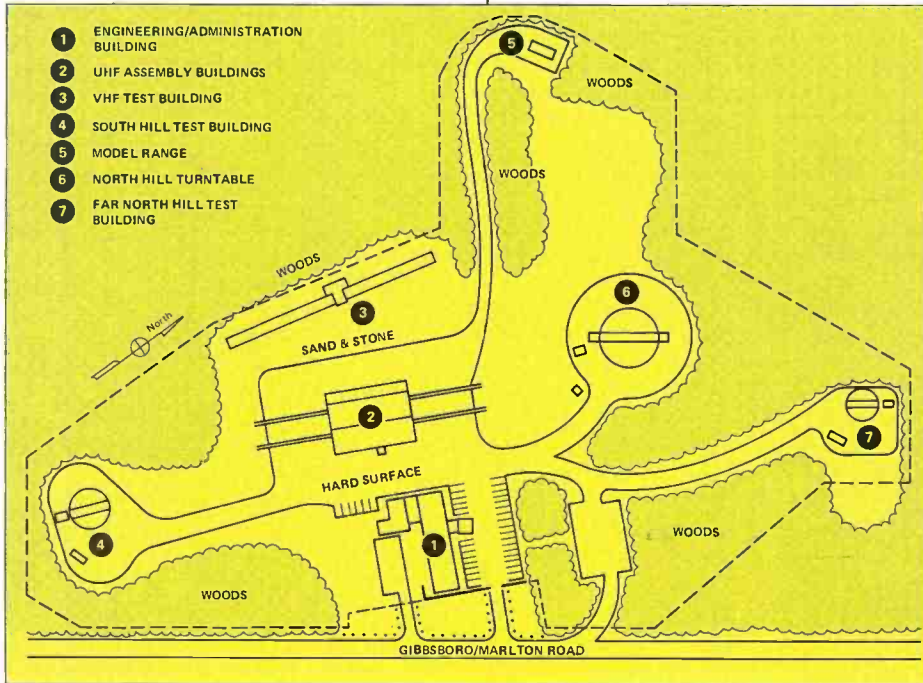 1 ENGINEERING/ADMINISTRATION
BUILDING
2 UHF ASSEMBLY BUILDINGS
3 VHF TEST BUILDING
4 SOUTH HILL TEST BUILDING
5 MODEL RANGE
6 NORTH HILL TURNTABLE
7 FAR NORTH HILL TEST
BUILDING
5
WOODS
WOODS
WOODS
6
3
North
SAND & STONE
2
7
HARD SURFACE
4
1
WOODS
WOODS
GIBBSBORO/MARLTON ROAD